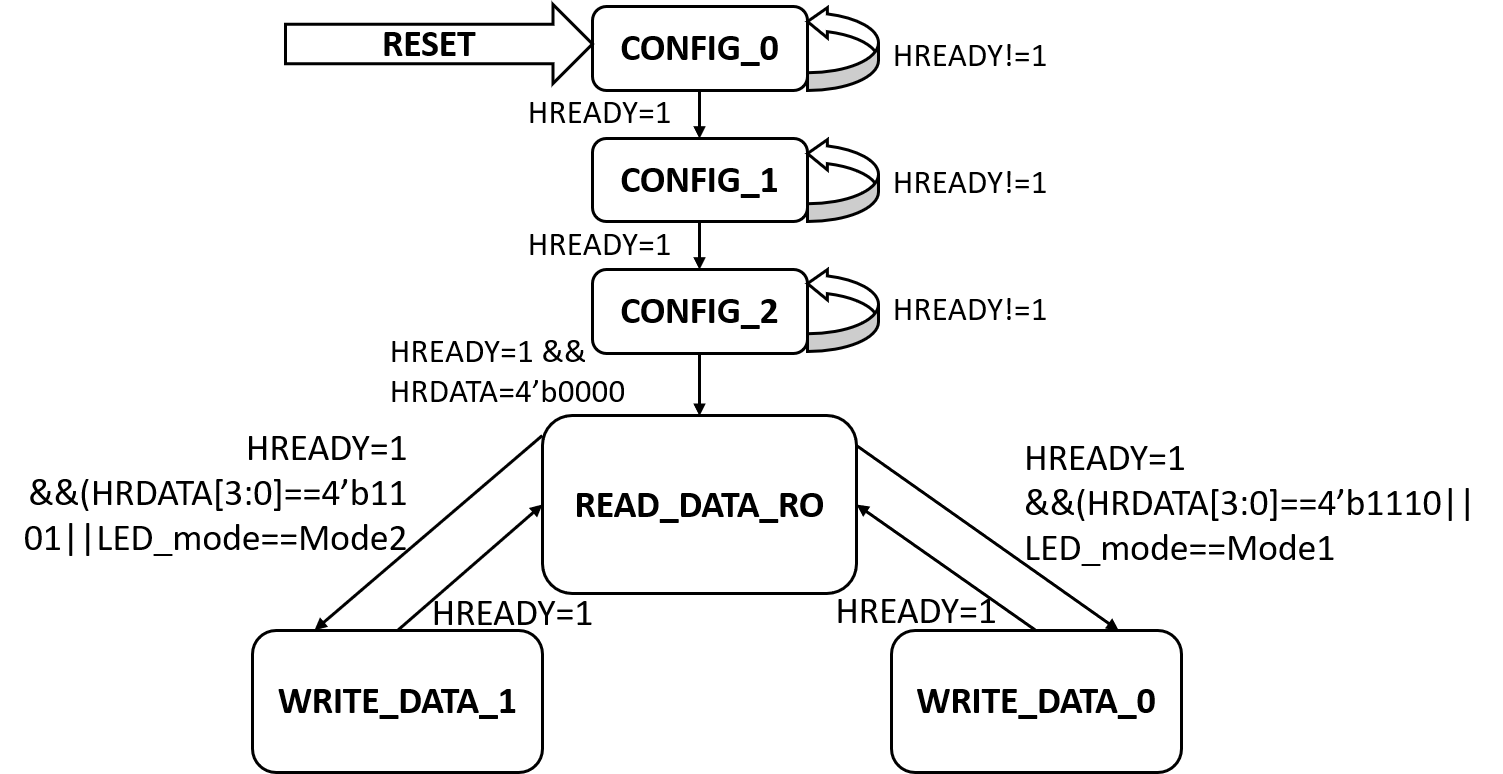 RESET
CONFIG_0
HREADY!=1
HREADY=1
CONFIG_1
HREADY!=1
HREADY=1
CONFIG_2
HREADY!=1
HREADY=1 &&
HRDATA=4’b0000
HREADY=1
&&(HRDATA[3:0]==4’b11
01||LED_mode==Mode2
READ_DATA_RO
HREADY=1
&&(HRDATA[3:0]==4’b1110||
LED_mode==Mode1
HREADY=1
HREADY=1
WRITE_DATA_1
WRITE_DATA_0